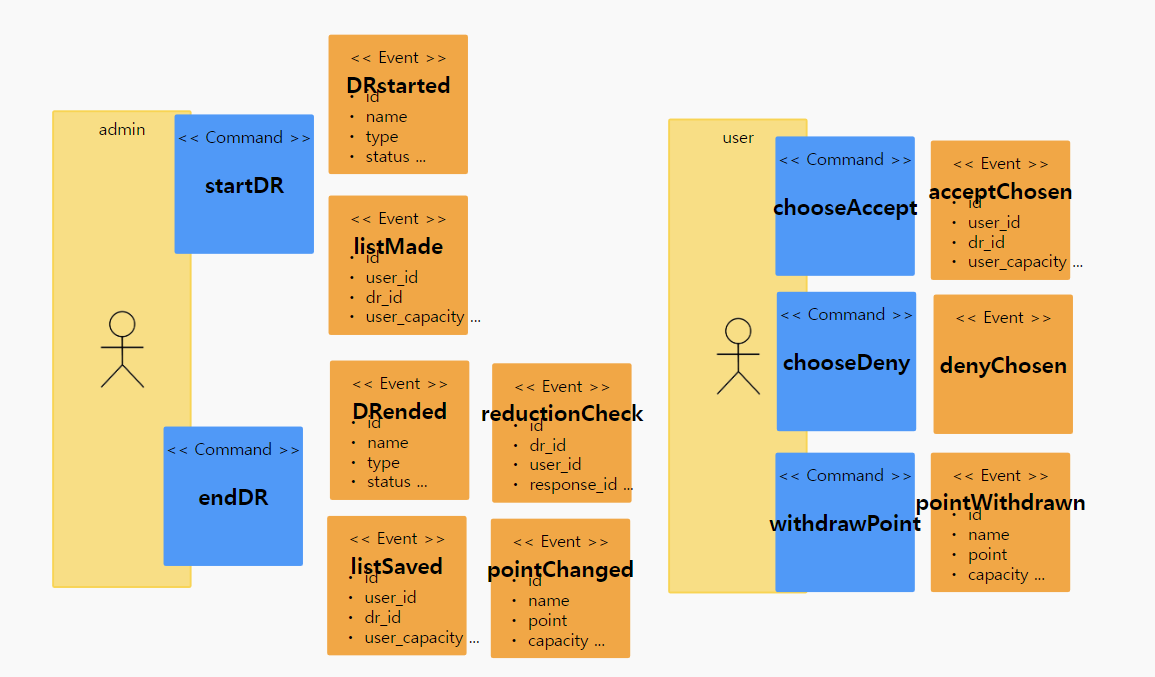 admin
<< Command >>
startDR
<< Event >>
DRstarted
• id
• name
• type
• status ...
<< Event >>
listMade
• id
• user_id
• dr_id
• user_capacity ...
<< Command >>
endDR
<< Event >>
DRended
• id
• name
• type
• status ...
<< Event >>
reductionCheck
• id
• dr_id
• user_id
• response_id ...
<< Event >>
listSaved
• id
• user_id
• dr_id
• user_capacity ...
<< Event >>
pointChanged
• id
• name
• point
• capacity ...
user
<< Command >>
chooseAccept
<< Event >>
acceptChosen
• id
• user_id
• dr_id
• user_capacity ...
<< Command >>
chooseDeny
<< Event >>
denyChosen
<< Command >>
withdrawPoint
<< Event >>
pointWithdrawn
• id
• name
• point
• capacity ...